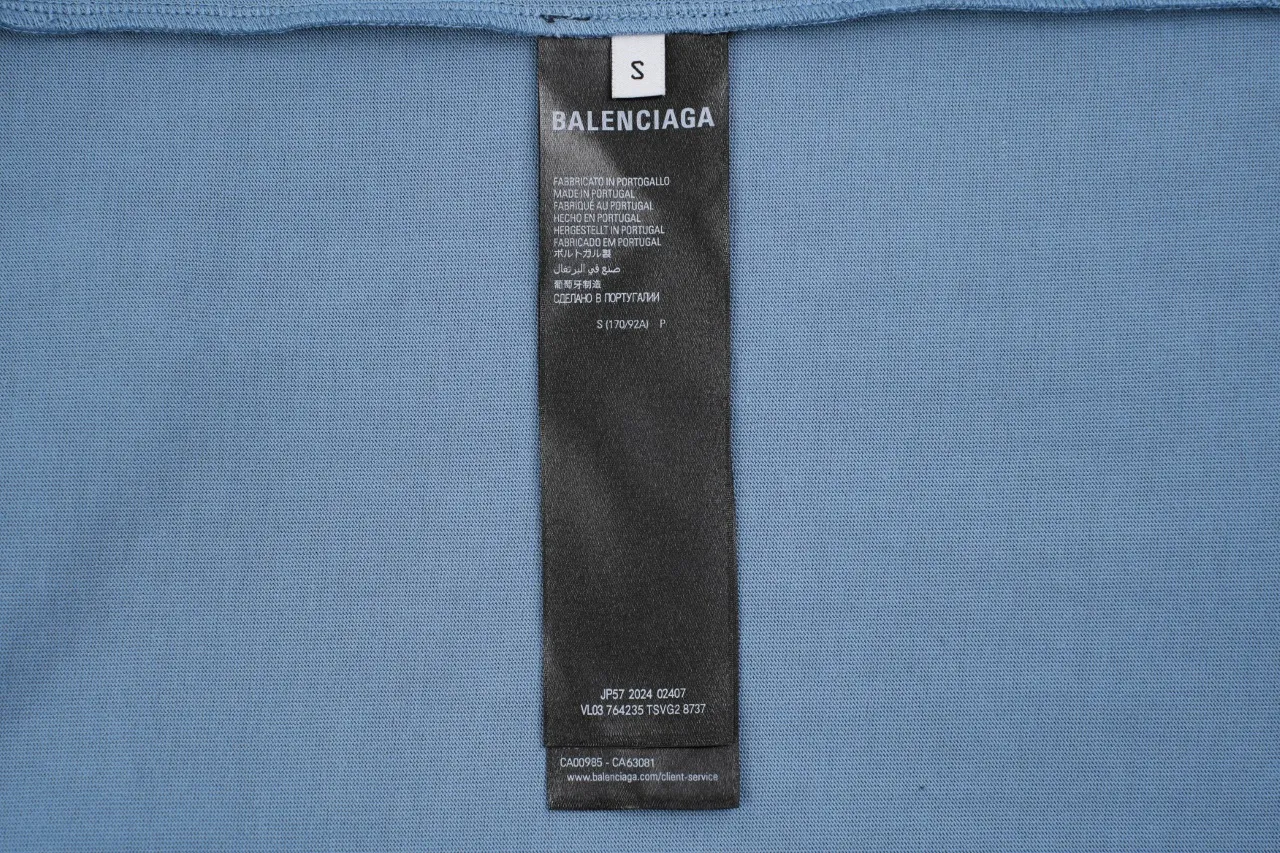 S
BALENCIAGA
FABBRICATO IN PORTOGALLO
MADE IN PORTUGAL
FABRIQUÉ AU PORTUGAL
HECHO EN PORTUGAL
HERGESTELLT IN PORTUGAL
FABRICADO EM PORTUGAL
ポルトガル製
صنع في البرتغال
葡萄牙制造
СДЕЛАНО В ПОРТУГАЛИИ
S (170/92A) P
JP57 2024 02407
VL03 764235 TSVG2 8737
CA00985 - CA63081
www.balenciaga.com/client-service